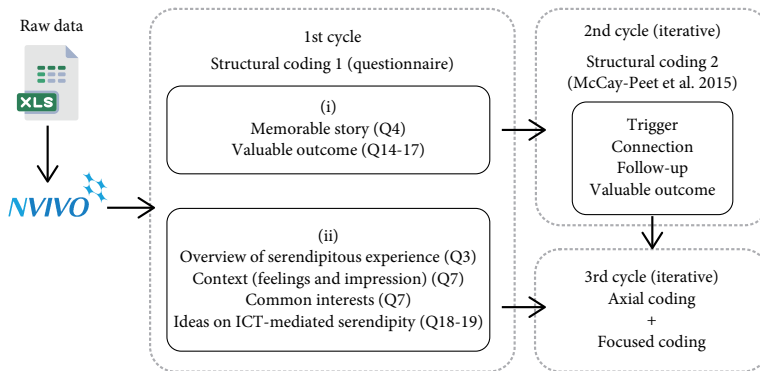 Raw data
XLS
NVIVO
1st cycle
Structural coding 1 (questionnaire)
(i)
Memorable story (Q4)
Valuable outcome (Q14-17)
(ii)
Overview of serendipitous experience (Q3)
Context (feelings and impression) (Q7)
Common interests (Q7)
Ideas on ICT-mediated serendipity (Q18-19)
2nd cycle (iterative)
Structural coding 2
(McCay-Peet et al. 2015)
Trigger
Connection
Follow-up
Valuable outcome
3rd cycle (iterative)
Axial coding
+
Focused coding